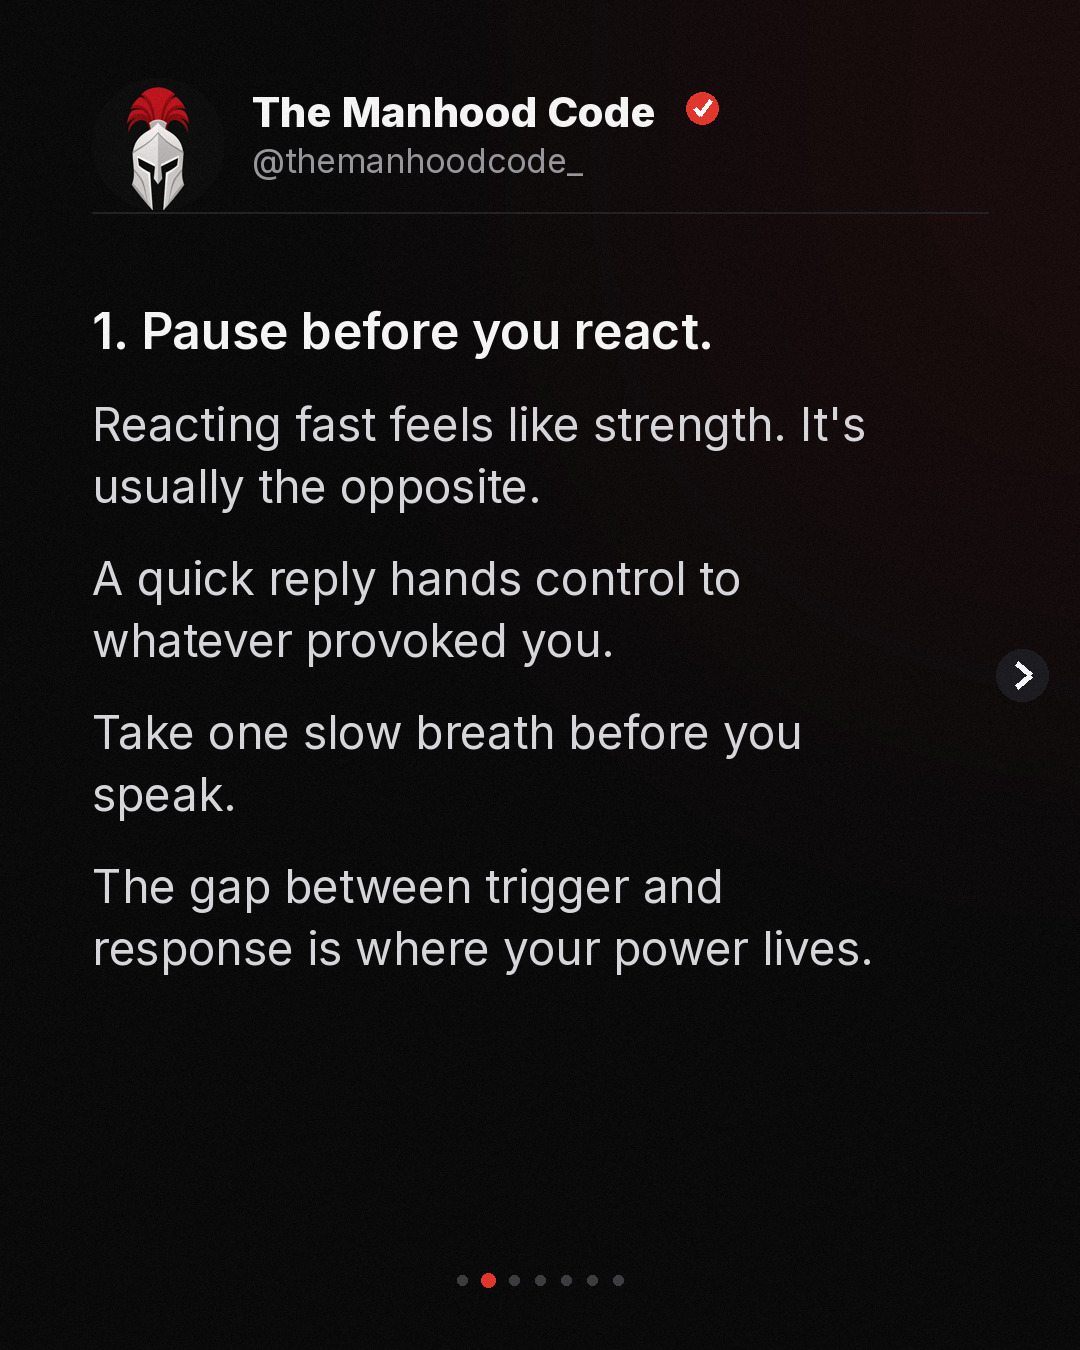 The Manhood Code
@themanhoodcode_
1. Pause before you react.
Reacting fast feels like strength. It's
usually the opposite.
A quick reply hands control to
whatever provoked you.
Take one slow breath before you
speak.
The gap between trigger and
response is where your power lives.